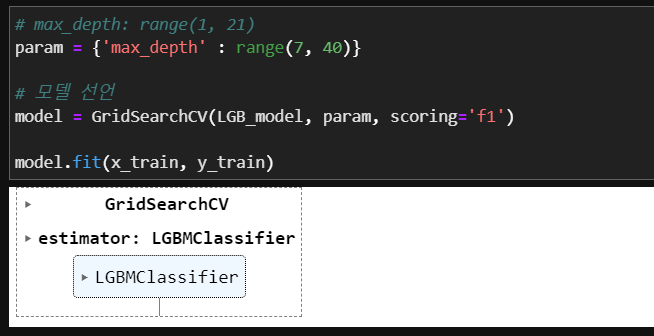 # max_depth: range(1, 21)
param = {'max_depth' : range(7, 40)}
# 모델 선언
model = GridSearchCV(LGB_model, param, scoring='f1')
model.fit(x_train, y_train)
GridSearchCV
estimator: LGBMClassifier
LGBMClassifier